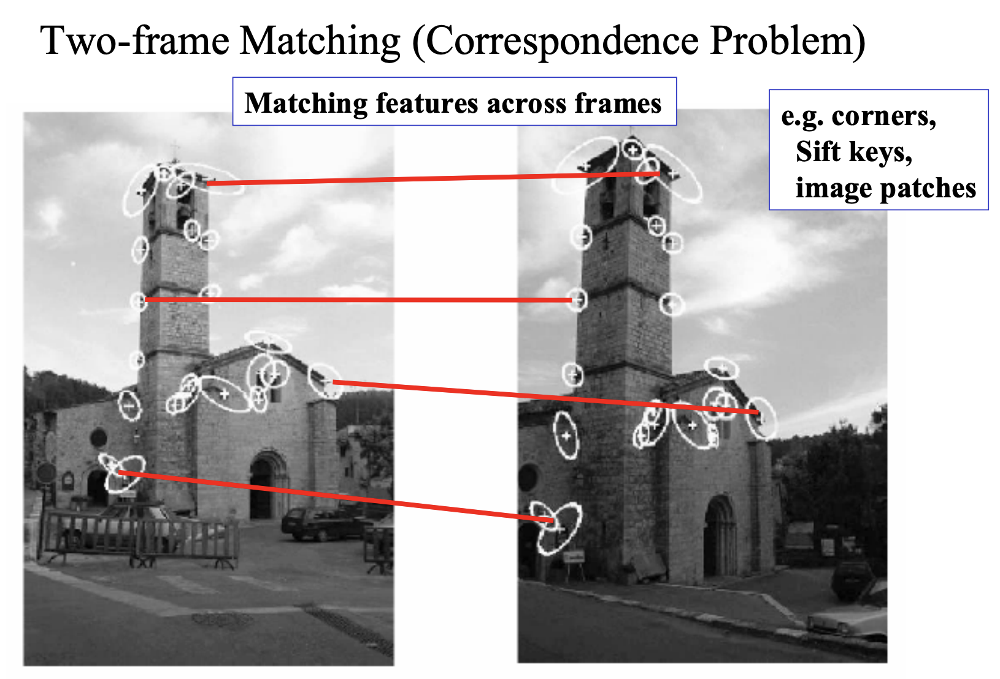 Two-frame Matching (Correspondence Problem)
Matching features across frames
e.g. corners,
Sift keys,
image patches